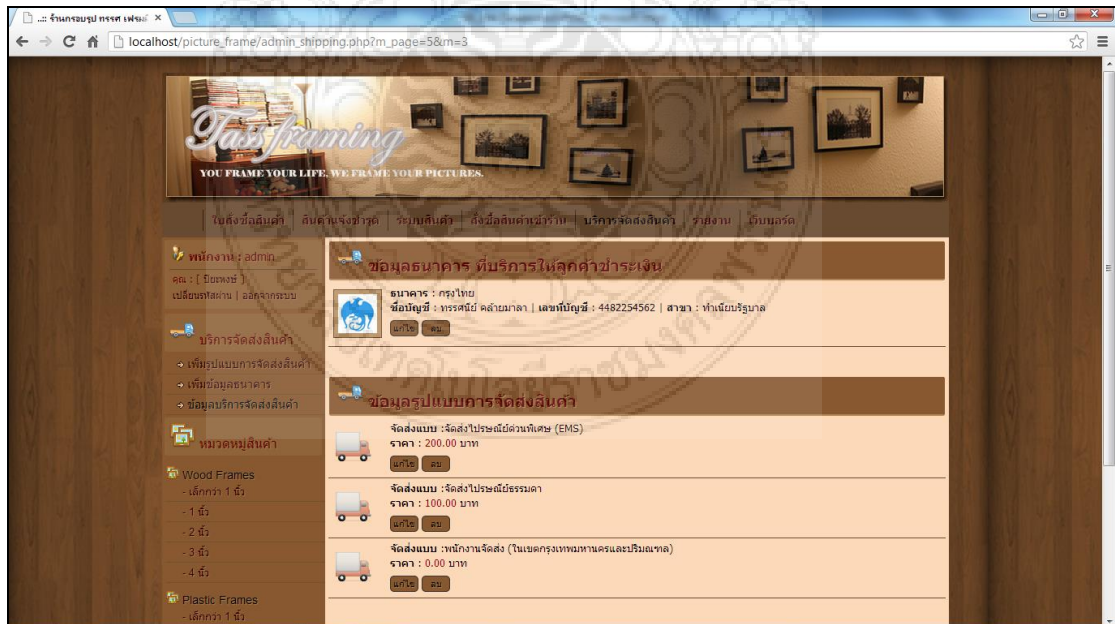 ..:: ร้านกรอบรูป ทรรศ เฟรม
localhost/picture_frame/admin_shipping.php?m_page=5&m=3
Tass framing
YOU FRAME YOUR LIFE, WE FRAME YOUR PICTURES.
ใบสั่งซื้อสินค้า สินค้าแจ้งชำรุด ระบบสินค้า สั่งซื้อสินค้าเข้าร้าน บริการจัดส่งสินค้า รายงาน เว็บบอร์ด
พนักงาน : admin
คุณ : [ ปิยะพงษ์ ]
เปลี่ยนรหัสผ่าน | ออกจากระบบ
บริการจัดส่งสินค้า
เพิ่มรูปแบบการจัดส่งสินค้า
เพิ่มข้อมูลธนาคาร
ข้อมูลบริการจัดส่งสินค้า
หมวดหมู่สินค้า
Wood Frames
- เล็กกว่า 1 นิ้ว
- 1 นิ้ว
- 2 นิ้ว
- 3 นิ้ว
- 4 นิ้ว
Plastic Frames
- เล็กกว่า 1 นิ้ว
ข้อมูลธนาคาร ที่บริการให้ลูกค้าชำระเงิน
ธนาคาร : กรุงไทย
ชื่อบัญชี : ทรรศนีย์ คล้ายมาลา | เลขที่บัญชี : 4482254562 | สาขา : ทำเนียบรัฐบาล
แก้ไข ลบ
ข้อมูลรูปแบบการจัดส่งสินค้า
จัดส่งแบบ :จัดส่งไปรษณีย์ด่วนพิเศษ (EMS)
ราคา : 200.00 บาท
แก้ไข ลบ
จัดส่งแบบ :จัดส่งไปรษณีย์ธรรมดา
ราคา : 100.00 บาท
แก้ไข ลบ
จัดส่งแบบ :พนักงานจัดส่ง (ในเขตกรุงเทพมหานครและปริมณฑล)
ราคา : 0.00 บาท
แก้ไข ลบ